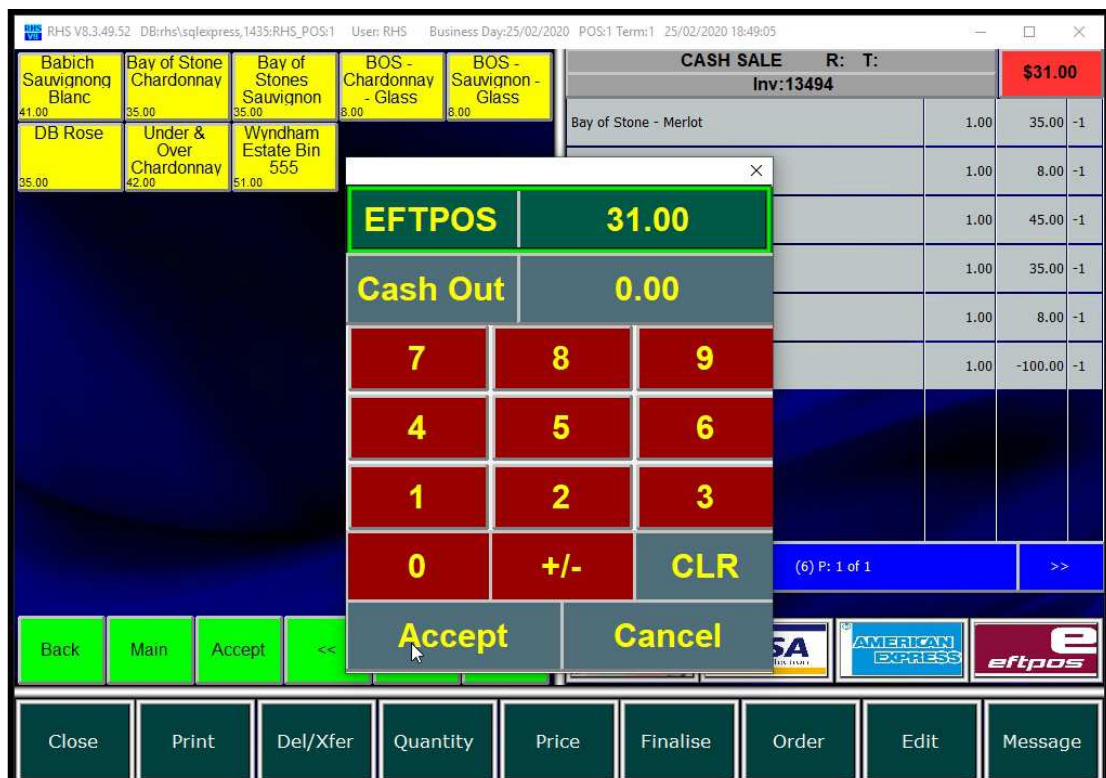 RHS V8
RHS V8.3.49.52 DB:rhs\sqlexpress,1435:RHS_POS:1 User: RHS Business Day:25/02/2020 POS:1 Term:1 25/02/2020 18:49:05
Babich
Sauvignong
Blanc
41.00
Bay of Stone
Chardonnay
35.00
Bay of
Stones
Sauvignon
35.00
BOS -
Chardonnay
- Glass
8.00
BOS -
Sauvignon -
Glass
8.00
DB Rose
35.00
Under &
Over
Chardonnay
42.00
Wyndham
Estate Bin
555
51.00
CASH SALE R: T:
Inv:13494
$31.00
Bay of Stone - Merlot 1.00 35.00 -1
1.00 8.00 -1
1.00 45.00 -1
1.00 35.00 -1
1.00 8.00 -1
1.00 -100.00 -1
EFTPOS 31.00
Cash Out 0.00
7 8 9
4 5 6
1 2 3
0 +/- CLR
Accept Cancel
(6) P: 1 of 1 >>
Back Main Accept <<
SA
AMERICAN
EXPRESS
eftpos
Close Print Del/Xfer Quantity Price Finalise Order Edit Message